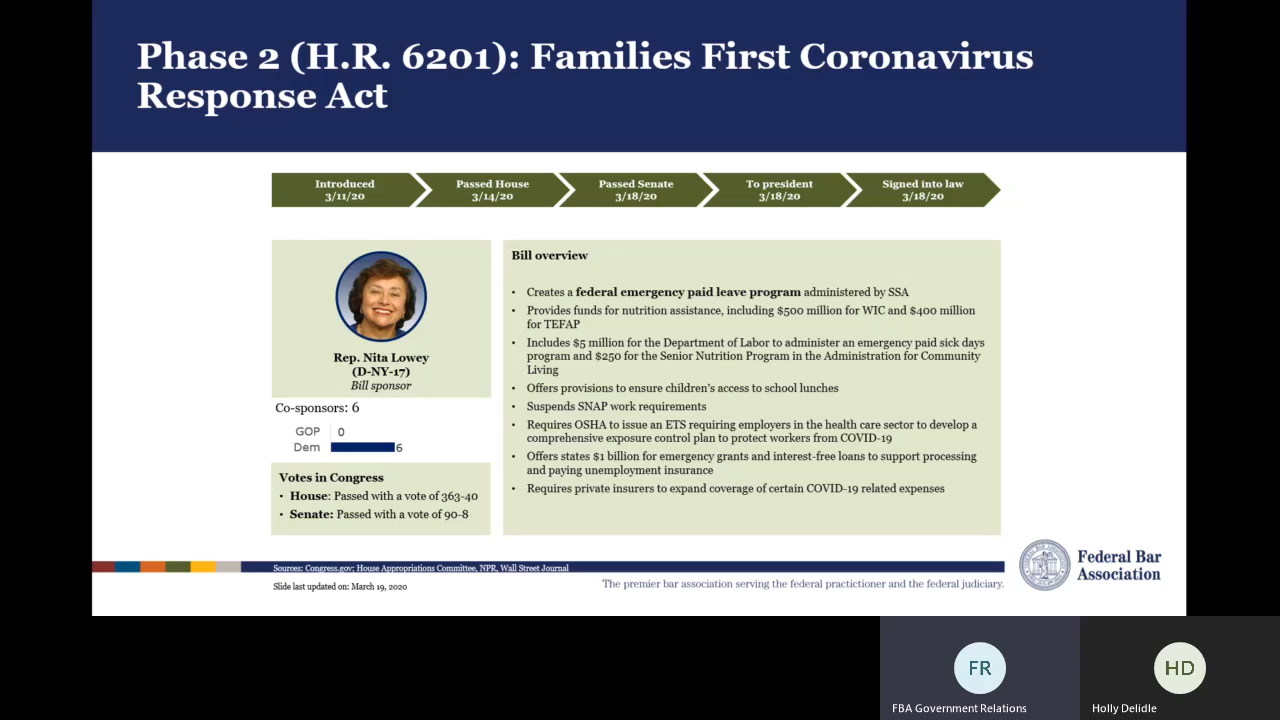 Phase 2 (H.R. 6201): Families First Coronavirus
Response Act
Introduced
3/11/20
Passed House
3/14/20
Passed Senate
3/18/20
To president
3/18/20
Signed into law
3/18/20
Rep. Nita Lowey
(D-NY-17)
Bill sponsor
Co-sponsors: 6
GOP 0
Dem 6
Votes in Congress
• House: Passed with a vote of 363-40
• Senate: Passed with a vote of 90-8
Bill overview
• Creates a federal emergency paid leave program administered by SSA
• Provides funds for nutrition assistance, including $500 million for WIC and $400 million
for TEFAP
• Includes $5 million for the Department of Labor to administer an emergency paid sick days
program and $250 for the Senior Nutrition Program in the Administration for Community
Living
• Offers provisions to ensure children's access to school lunches
• Suspends SNAP work requirements
• Requires OSHA to issue an ETS requiring employers in the health care sector to develop a
comprehensive exposure control plan to protect workers from COVID-19
• Offers states $1 billion for emergency grants and interest-free loans to support processing
and paying unemployment insurance
• Requires private insurers to expand coverage of certain COVID-19 related expenses
Sources: Congress.gov; House Appropriations Committee, NPR, Wall Street Journal
Slide last updated on: March 19, 2020
The premier bar association serving the federal practictioner and the federal judiciary.
Federal Bar
Association
FR
FBA Government Relations
HD
Holly Delidle